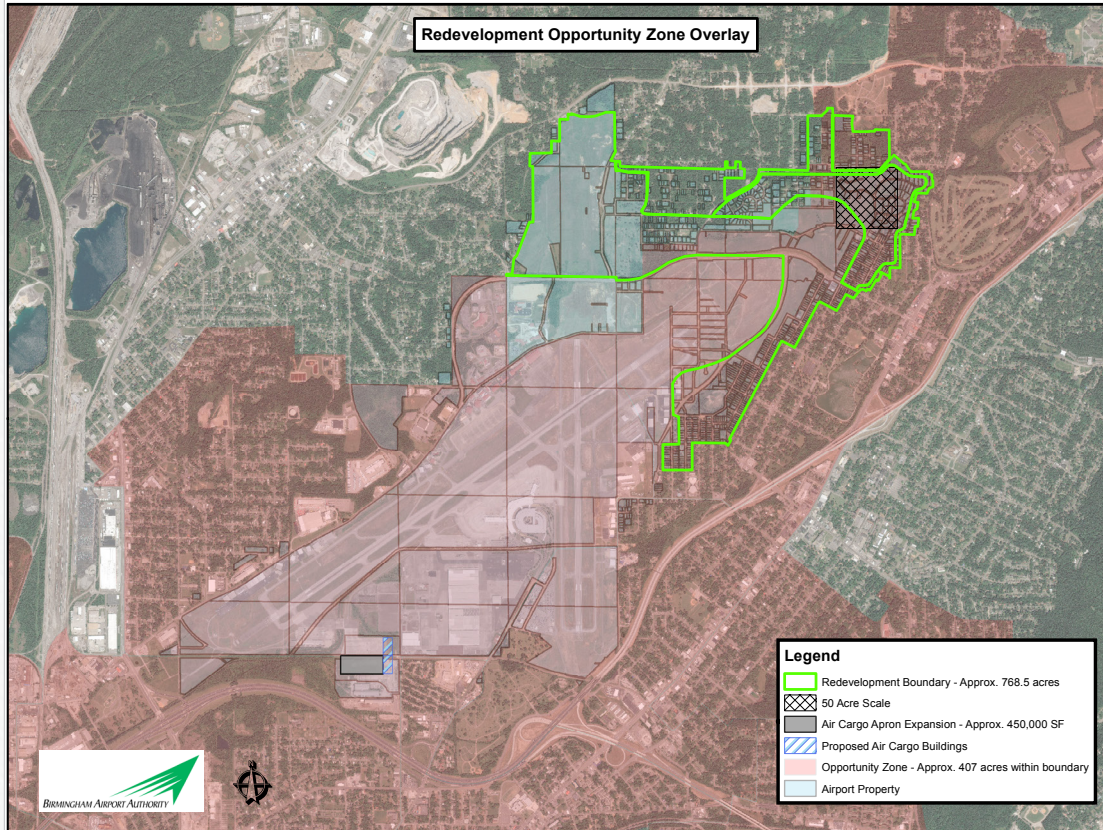 Redevelopment Opportunity Zone Overlay
Legend
Redevelopment Boundary - Approx. 768.5 acres
50 Acre Scale
Air Cargo Apron Expansion - Approx. 450,000 SF
Proposed Air Cargo Buildings
Opportunity Zone - Approx. 407 acres within boundary
Airport Property
BIRMINGHAM AIRPORT AUTHORITY